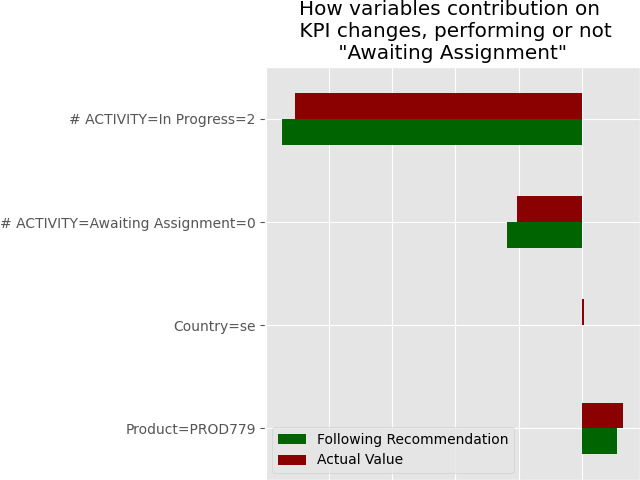 How variables contribution on
KPI changes, performing or not
"Awaiting Assignment"
# ACTIVITY=In Progress=2
# ACTIVITY=Awaiting Assignment=0
Country=se
Product=PROD779
Following Recommendation
Actual Value